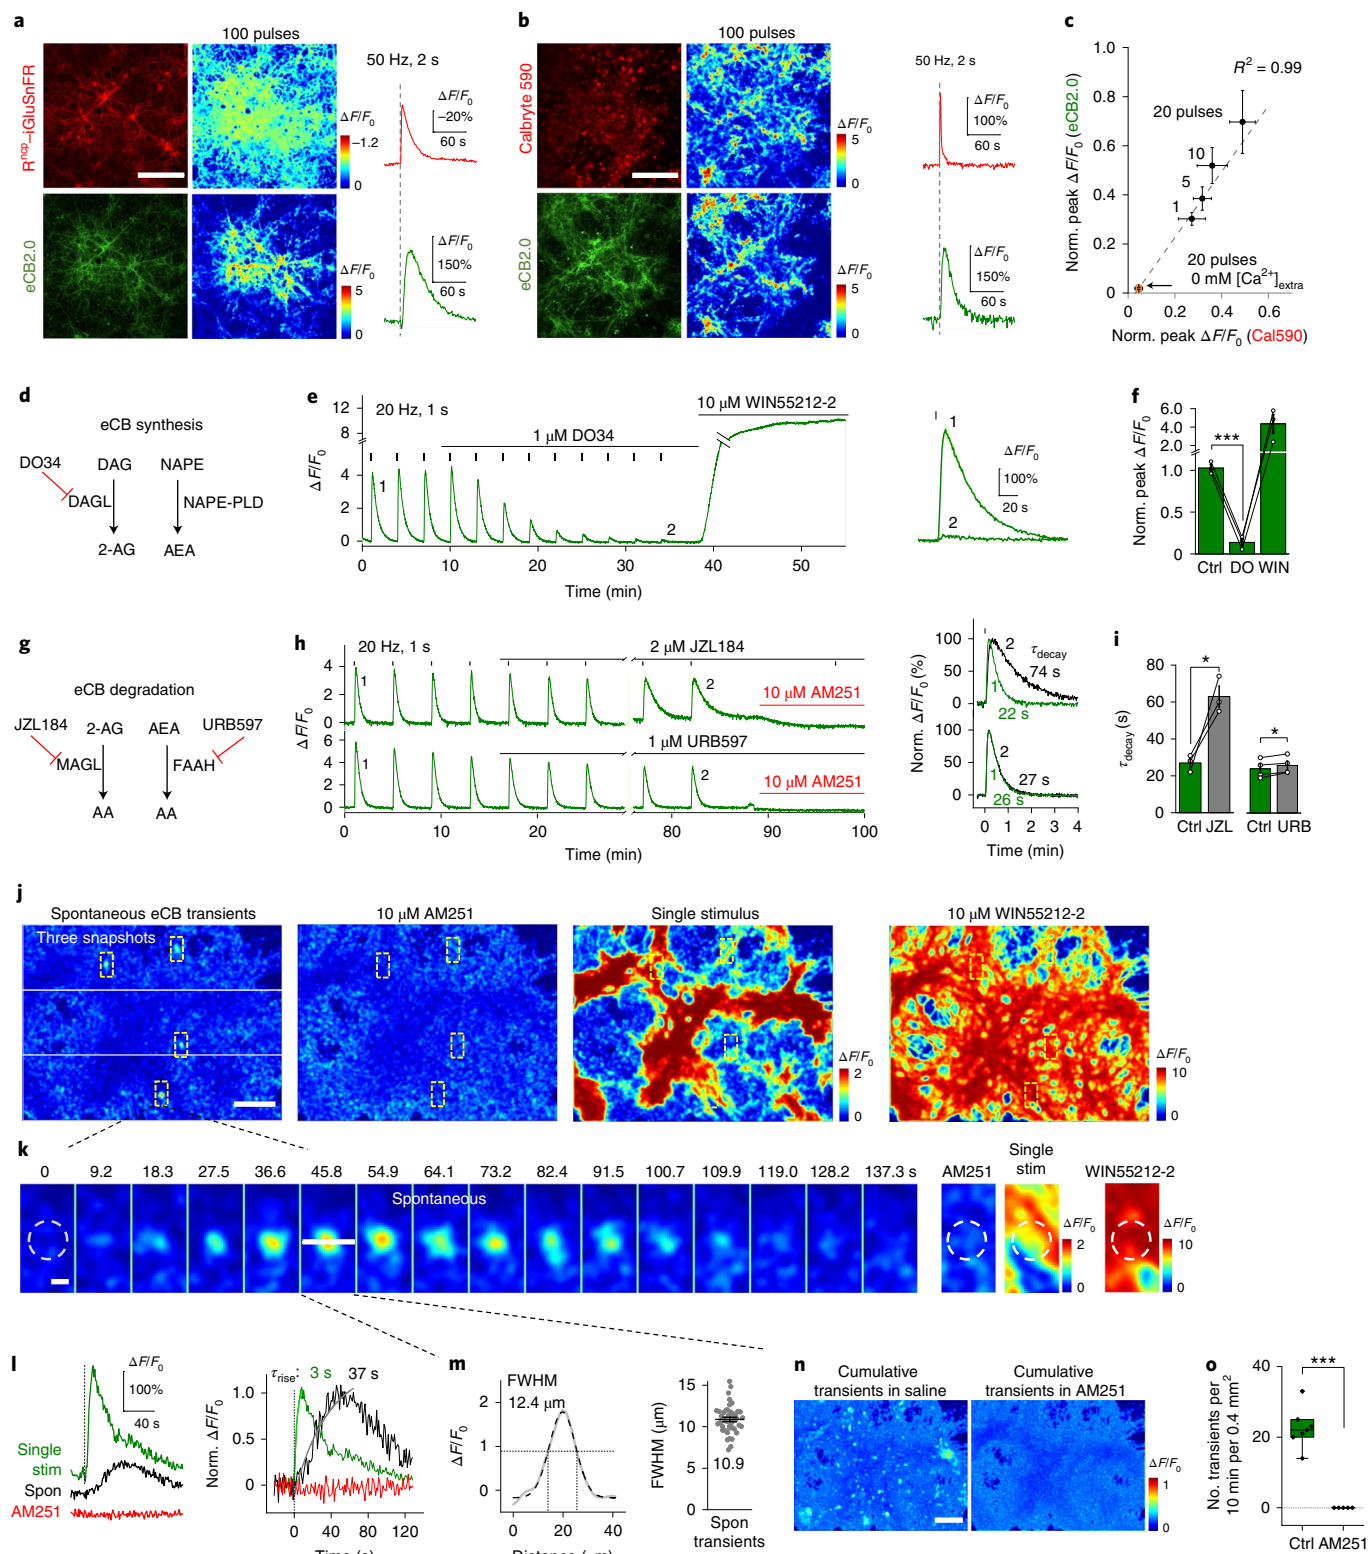 a
100 pulses
R^ncp–iGluSnFR
50 Hz, 2 s
ΔF/F0
–20%
60 s
ΔF/F0
–1.2
0
eCB2.0
ΔF/F0
5
0
ΔF/F0
150%
60 s
b
100 pulses
Calbryte 590
50 Hz, 2 s
ΔF/F0
100%
60 s
ΔF/F0
5
0
eCB2.0
ΔF/F0
5
0
ΔF/F0
150%
60 s
c
Norm. peak ΔF/F0 (eCB2.0)
1.0
0.8
0.6
0.4
0.2
0
R² = 0.99
20 pulses
10
5
1
20 pulses
0 mM [Ca2+]extra
0 0.2 0.4 0.6
Norm. peak ΔF/F0 (Cal590)
d
eCB synthesis
DO34 DAG NAPE
DAGL NAPE-PLD
2-AG AEA
e
20 Hz, 1 s
10 μM WIN55212-2
1 μM DO34
ΔF/F0
12
8
4
2
0
1
2
0 10 20 30 40 50
Time (min)
1
2
ΔF/F0
100%
20 s
f
Norm. peak ΔF/F0
6.0
4.0
2.0
1.0
0.5
0
***
Ctrl DO WIN
g
eCB degradation
JZL184 2-AG AEA URB597
MAGL FAAH
AA AA
h
20 Hz, 1 s
2 μM JZL184
10 μM AM251
ΔF/F0
4
2
0
1
2
1 μM URB597
10 μM AM251
6
4
2
0
1
2
0 10 20 80 90 100
Time (min)
Norm. ΔF/F0 (%)
100
50
0
2
τdecay
74 s
1
22 s
100
50
0
2
1
27 s
26 s
0 1 2 3 4
Time (min)
i
τdecay (s)
80
60
40
20
0
*
*
Ctrl JZL Ctrl URB
j
Spontaneous eCB transients
Three snapshots
10 μM AM251
Single stimulus
ΔF/F0
2
0
10 μM WIN55212-2
ΔF/F0
10
0
k
0 9.2 18.3 27.5 36.6 45.8 54.9 64.1 73.2 82.4 91.5 100.7 109.9 119.0 128.2 137.3 s
Spontaneous
AM251
Single
stim
ΔF/F0
2
0
WIN55212-2
ΔF/F0
10
0
l
ΔF/F0
100%
40 s
Single
stim
Spon
AM251
τrise: 3 s 37 s
Norm. ΔF/F0
1.0
0.5
0
0 40 80 120
Time (s)
m
FWHM
12.4 μm
ΔF/F0
2
1
0
0 20 40
Distance (μm)
FWHM (μm)
15
10
5
0
10.9
Spon
transients
n
Cumulative
transients in saline
Cumulative
transients in AM251
ΔF/F0
1
0
o
No. transients per
10 min per 0.4 mm²
40
20
0
***
Ctrl AM251